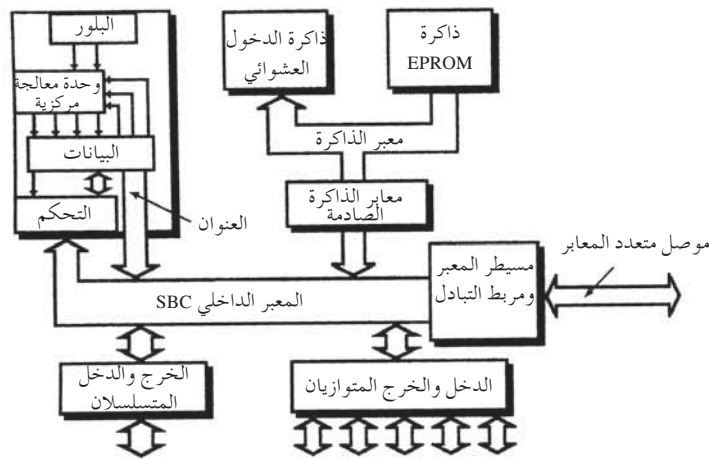 البلور
وحدة معالجة
مركزية
البيانات
التحكم
العنوان
ذاكرة الدخول
العشوائي
ذاكرة
EPROM
معبر الذاكرة
معابر الذاكرة
الصادمة
موصل متعدد المعابر
مسيطر المعبر
ومربط التبادل
المعبر الداخلي SBC
الخرج والدخل
المتسلسلان
الدخل والخرج المتوازيان